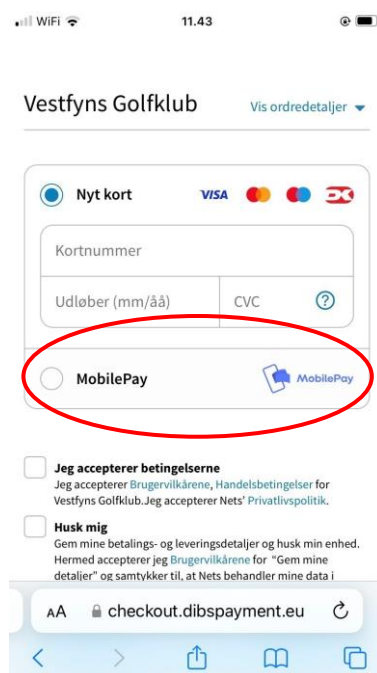 WiFi 11.43
Vestfyns Golfklub Vis ordredetaljer
Nyt kort VISA
Kortnummer
Udløber (mm/åå) CVC ?
MobilePay MobilePay
Jeg accepterer betingelserne
Jeg accepterer Brugervilkårene, Handelsbetingelser for
Vestfyns Golfklub.Jeg accepterer Nets' Privatlivspolitik.
Husk mig
Gem mine betalings- og leveringsdetaljer og husk min enhed.
Hermed accepterer jeg Brugervilkårene for "Gem mine
detaljer" og samtykker til, at Nets behandler mine data i
AA checkout.dibspayment.eu